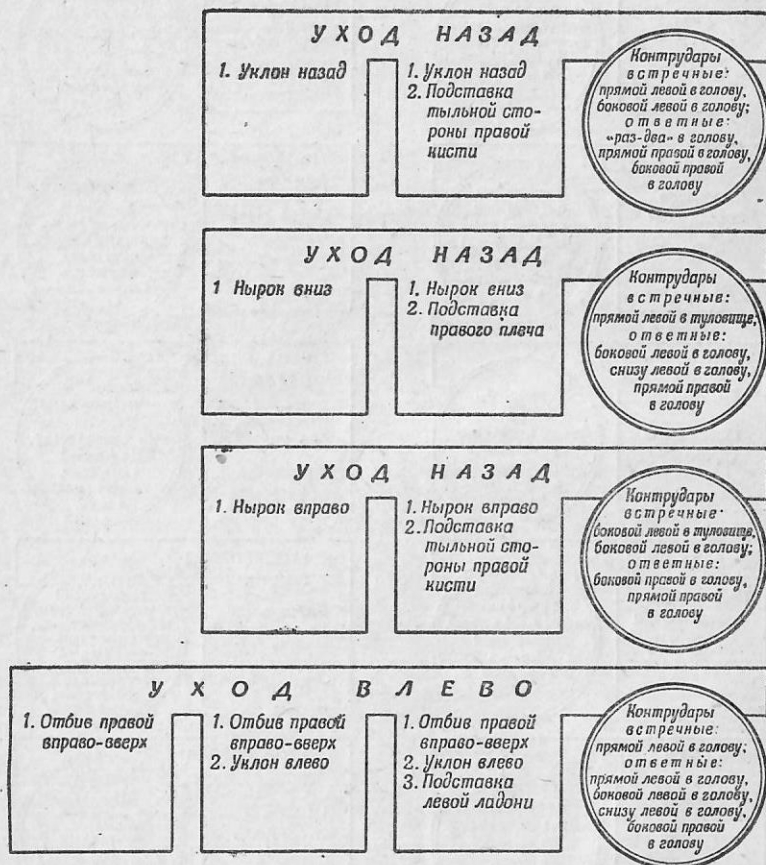 УХОД НАЗАД
1. Уклон назад
1. Уклон назад
2. Подставка
тыльной сто-
роны правой
кисти
Контрудары
встречные:
прямой левой в голову,
боковой левой в голову;
ответные:
«раз-два» в голову,
прямой правой в голову,
боковой правой
в голову
УХОД НАЗАД
1 Нырок вниз
1. Нырок вниз
2. Подставка
правого плеча
Контрудары
встречные:
прямой левой в туловище,
ответные:
боковой левой в голову,
снизу левой в голову,
прямой правой
в голову
УХОД НАЗАД
1. Нырок вправо
1. Нырок вправо
2. Подставка
тыльной сто-
роны правой
кисти
Контрудары
встречные:
боковой левой в туловище,
боковой левой в голову;
ответные:
боковой правой в голову,
прямой правой
в голову
УХОД ВЛЕВО
1. Отбив правой
вправо-вверх
1. Отбив правой
вправо-вверх
2. Уклон влево
1. Отбив правой
вправо-вверх
2. Уклон влево
3. Подставка
левой ладони
Контрудары
встречные:
прямой левой в голову;
ответные:
прямой левой в голову,
боковой левой в голову,
снизу левой в голову,
боковой правой
в голову